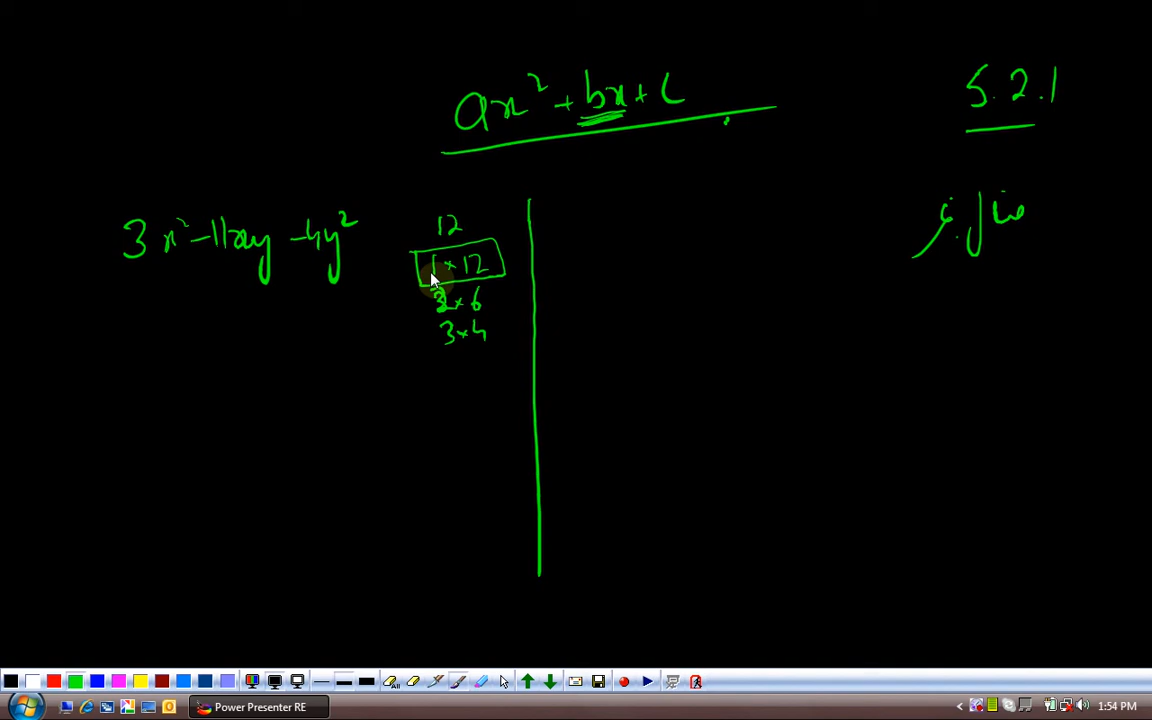 ax² + bx + c
5.2.1
3x² - 11xy - 4y²
12
1 × 12
2 × 6
3 × 4
Power Presenter RE
1:54 PM